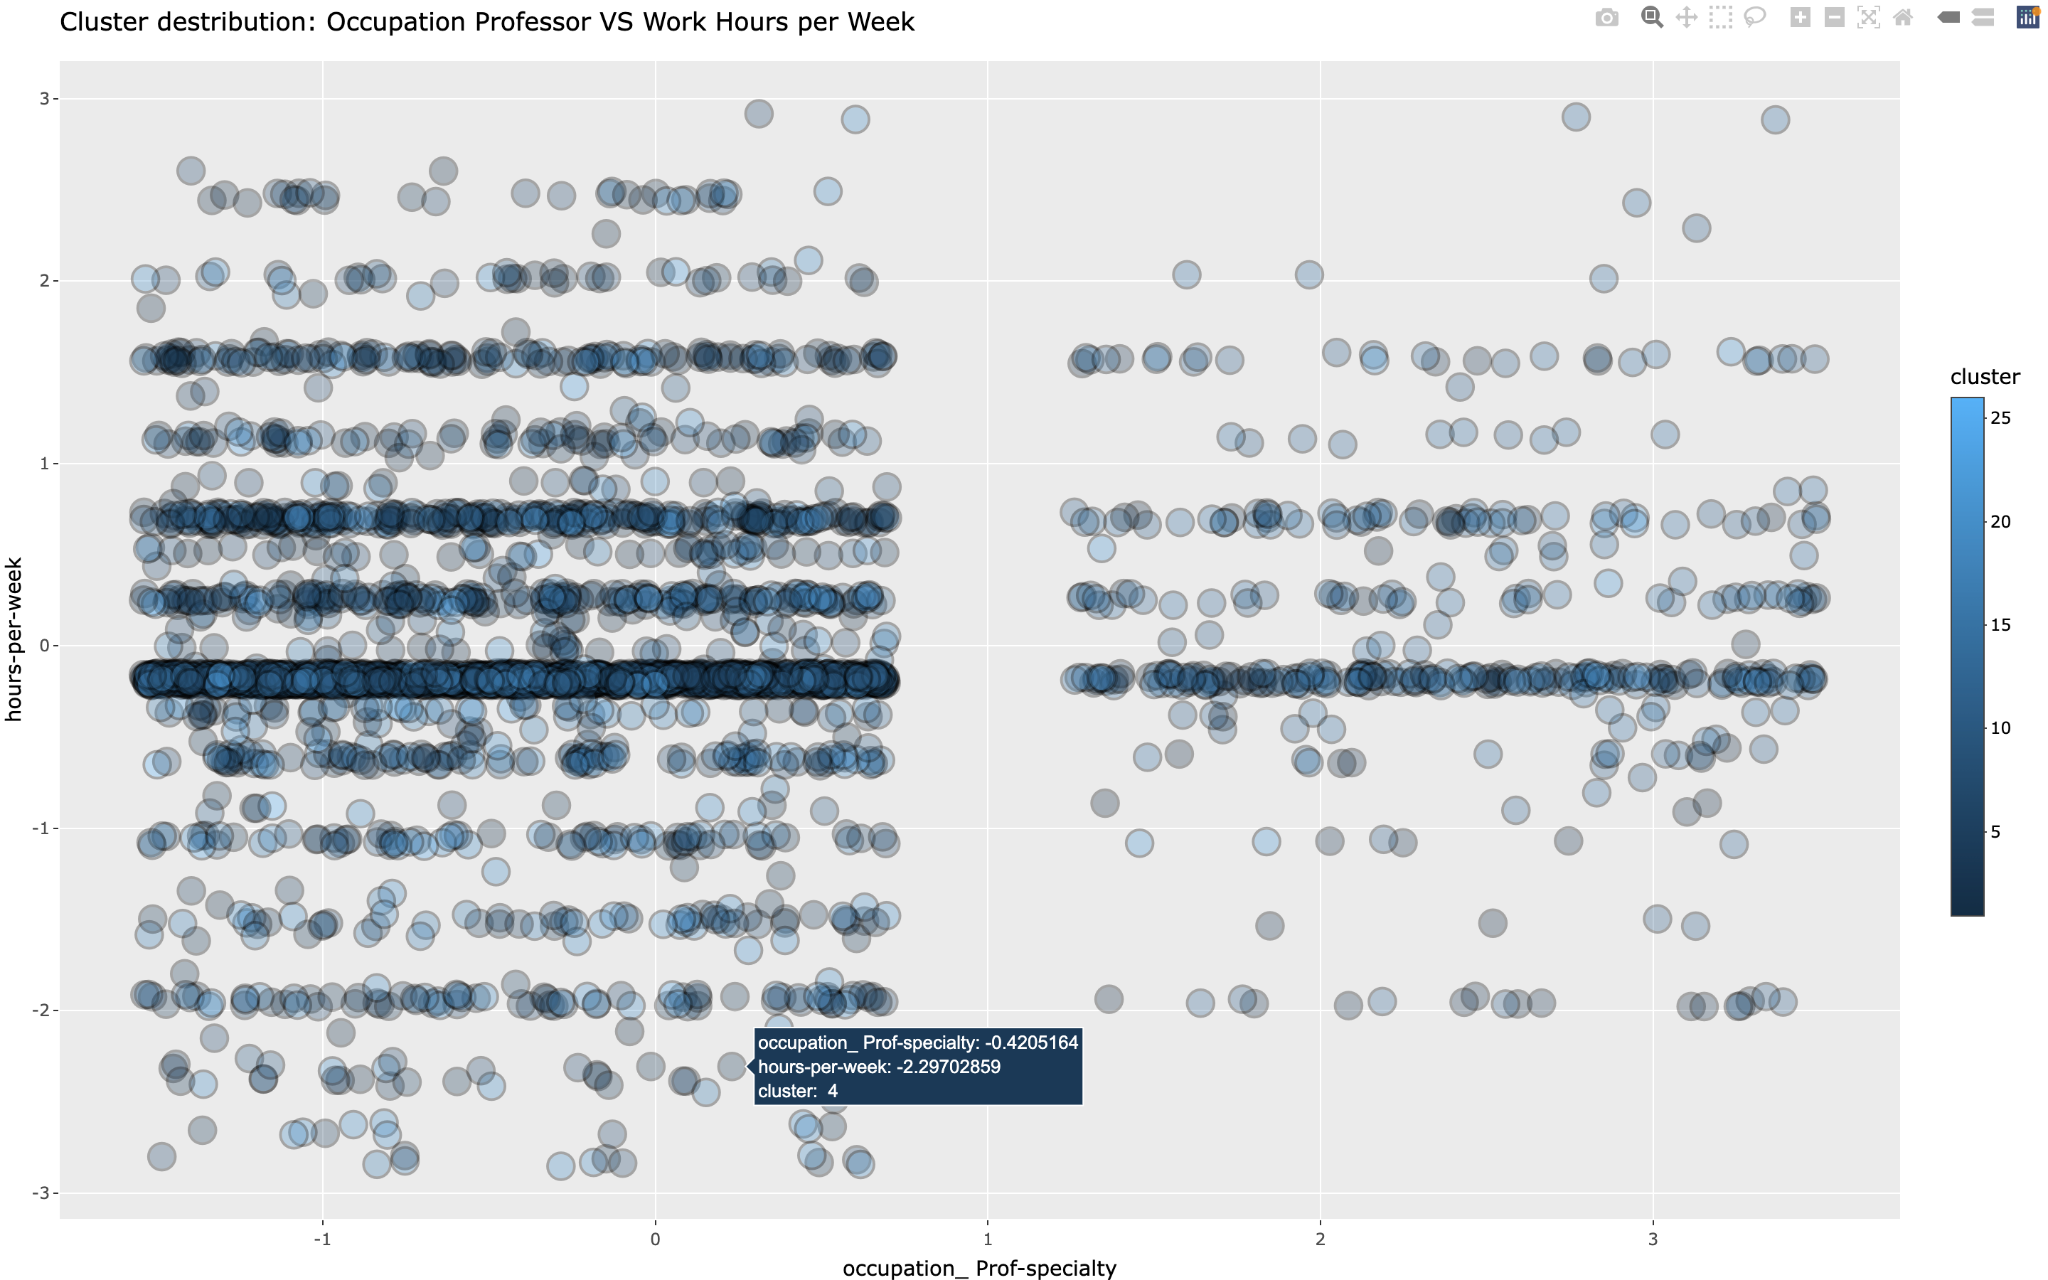 Cluster destribution: Occupation Professor VS Work Hours per Week
3
2
1
0
-1
-2
-3
hours-per-week
-1
0
1
2
3
occupation_ Prof-specialty
occupation_ Prof-specialty: -0.4205164
hours-per-week: -2.29702859
cluster: 4
cluster
25
20
15
10
5